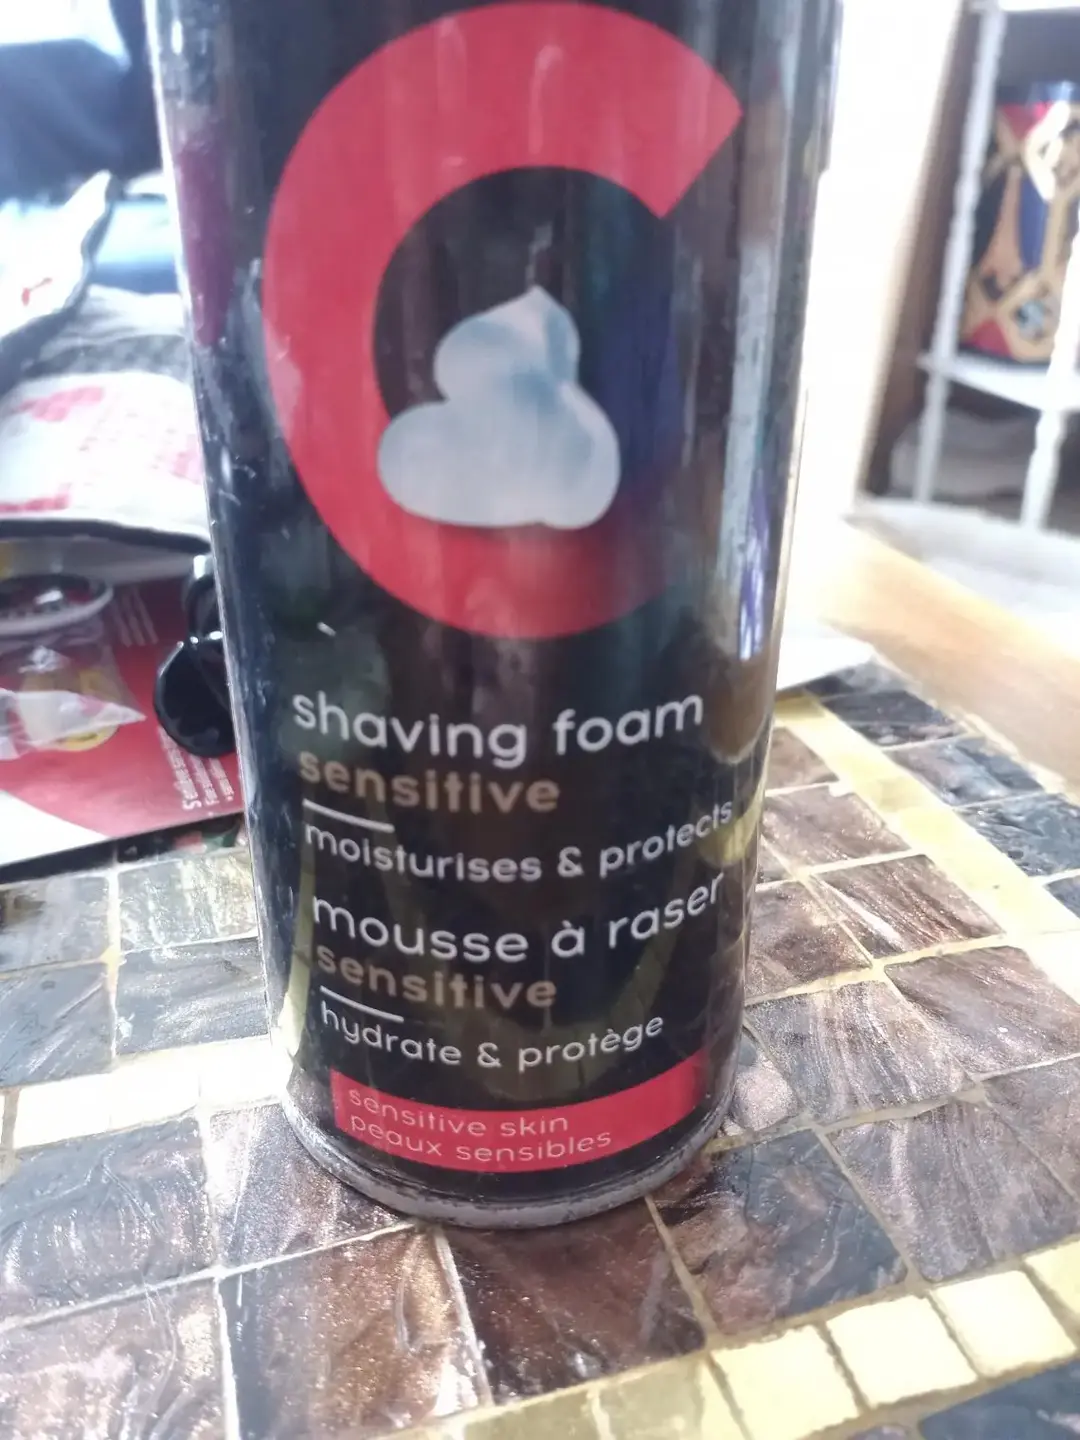 shaving foam
sensitive
moisturises & protects
mousse à raser
sensitive
hydrate & protège
sensitive skin
peaux sensibles